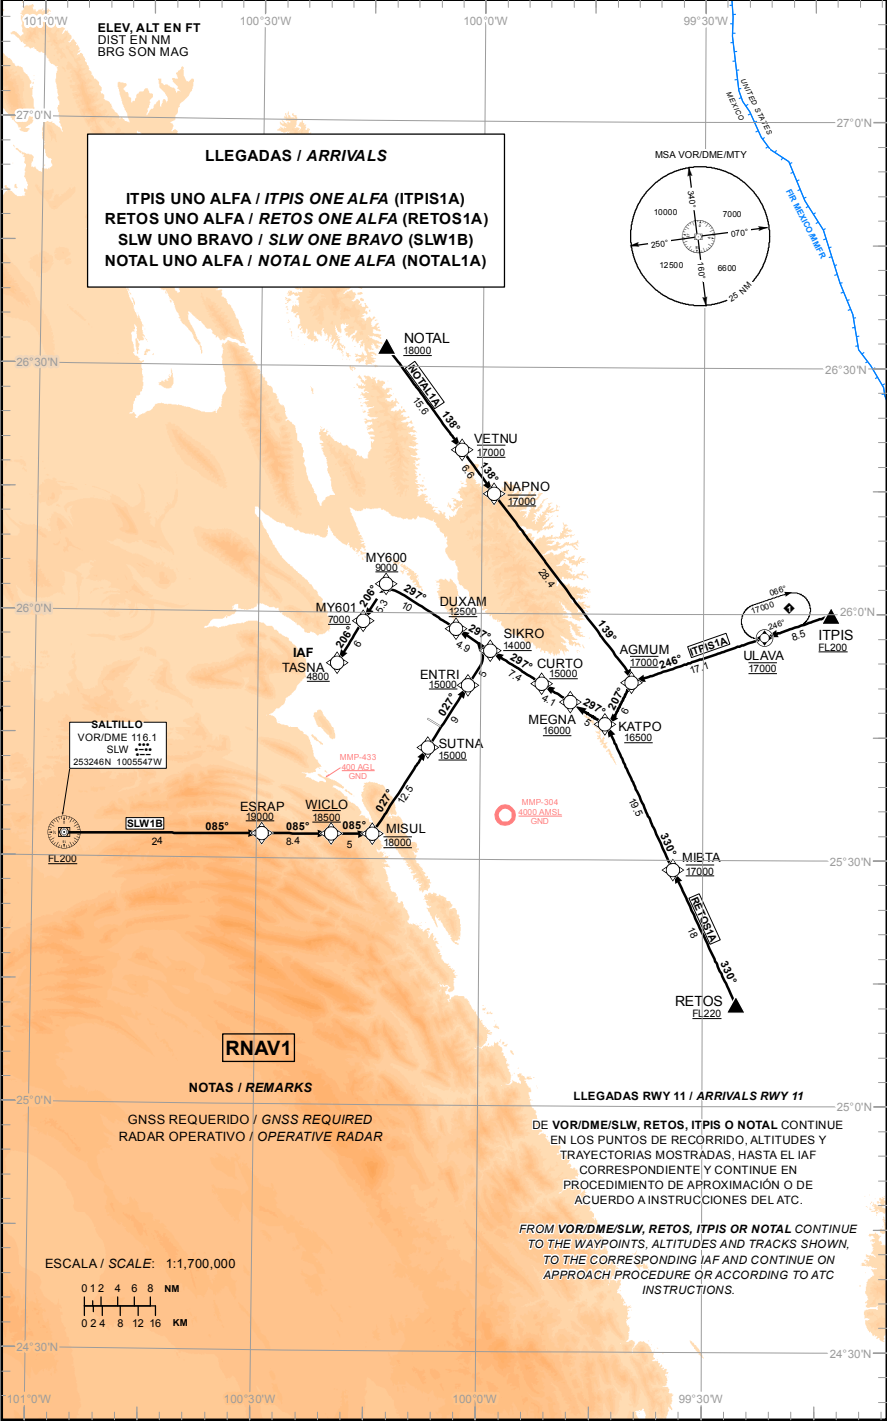 101°0'W
100°30'W
100°0'W
99°30'W
ELEV, ALT EN FT
DIST EN NM
BRG SON MAG
27°0'N
27°0'N
UNITED STATES
MEXICO
FIR MEXICO/MMFR
LLEGADAS / ARRIVALS
ITPIS UNO ALFA / ITPIS ONE ALFA (ITPIS1A)
RETOS UNO ALFA / RETOS ONE ALFA (RETOS1A)
SLW UNO BRAVO / SLW ONE BRAVO (SLW1B)
NOTAL UNO ALFA / NOTAL ONE ALFA (NOTAL1A)
MSA VOR/DME/MTY
340°
10000
7000
070°
250°
12500
160°
6600
25 NM
26°30'N
26°30'N
NOTAL
18000
NOTAL1A
15.6
138°
VETNU
17000
6.6
138°
NAPNO
17000
28.4
139°
MY600
9000
206°
5.3
297°
10
MY601
7000
206°
6
IAF
TASNA
4800
DUXAM
12500
297°
4.9
SIKRO
297°
7.4
CURTO
15000
4.1
MEGNA
16000
297°
5
KATPO
16500
AGMUM
17000
207°
6
246°
ITPIS1A
17.1
066°
17000
1
246°
ULAVA
17000
8.5
ITPIS
FL200
26°0'N
26°0'N
ENTRI
15000
5
027°
9
SUTNA
15000
027°
12.5
SALTILLO
VOR/DME 116.1
SLW
253246N 1005547W
MMP-433
400 AGL
GND
MMP-304
4000 AMSL
GND
FL200
SLW1B
24
085°
ESRAP
19000
085°
8.4
WICLO
18500
085°
5
MISUL
18000
19.5
330°
MIETA
17000
RETOS1A
18
330°
RETOS
FL220
25°30'N
25°30'N
RNAV1
NOTAS / REMARKS
GNSS REQUERIDO / GNSS REQUIRED
RADAR OPERATIVO / OPERATIVE RADAR
25°0'N
25°0'N
LLEGADAS RWY 11 / ARRIVALS RWY 11
DE VOR/DME/SLW, RETOS, ITPIS O NOTAL CONTINUE
EN LOS PUNTOS DE RECORRIDO, ALTITUDES Y
TRAYECTORIAS MOSTRADAS, HASTA EL IAF
CORRESPONDIENTE Y CONTINUE EN
PROCEDIMIENTO DE APROXIMACIÓN O DE
ACUERDO A INSTRUCCIONES DEL ATC.
FROM VOR/DME/SLW, RETOS, ITPIS OR NOTAL CONTINUE
TO THE WAYPOINTS, ALTITUDES AND TRACKS SHOWN,
TO THE CORRESPONDING IAF AND CONTINUE ON
APPROACH PROCEDURE OR ACCORDING TO ATC
INSTRUCTIONS.
ESCALA / SCALE: 1:1,700,000
0 1 2 4 6 8 NM
0 2 4 8 12 16 KM
24°30'N
24°30'N
101°0'W
100°30'W
100°0'W
99°30'W